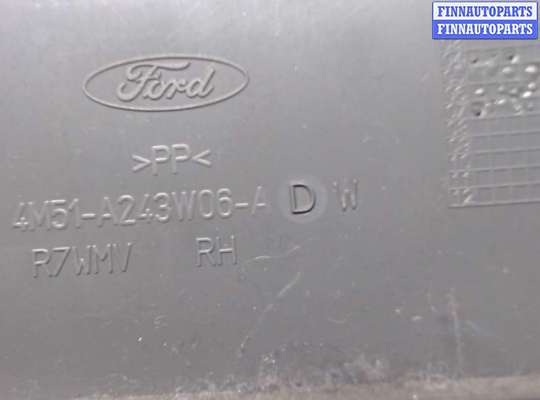 FINNAUTOPARTS
FINNAUTOPARTS
Ford
>PP<
4M51-A243W06-A D W
R7WMV RH